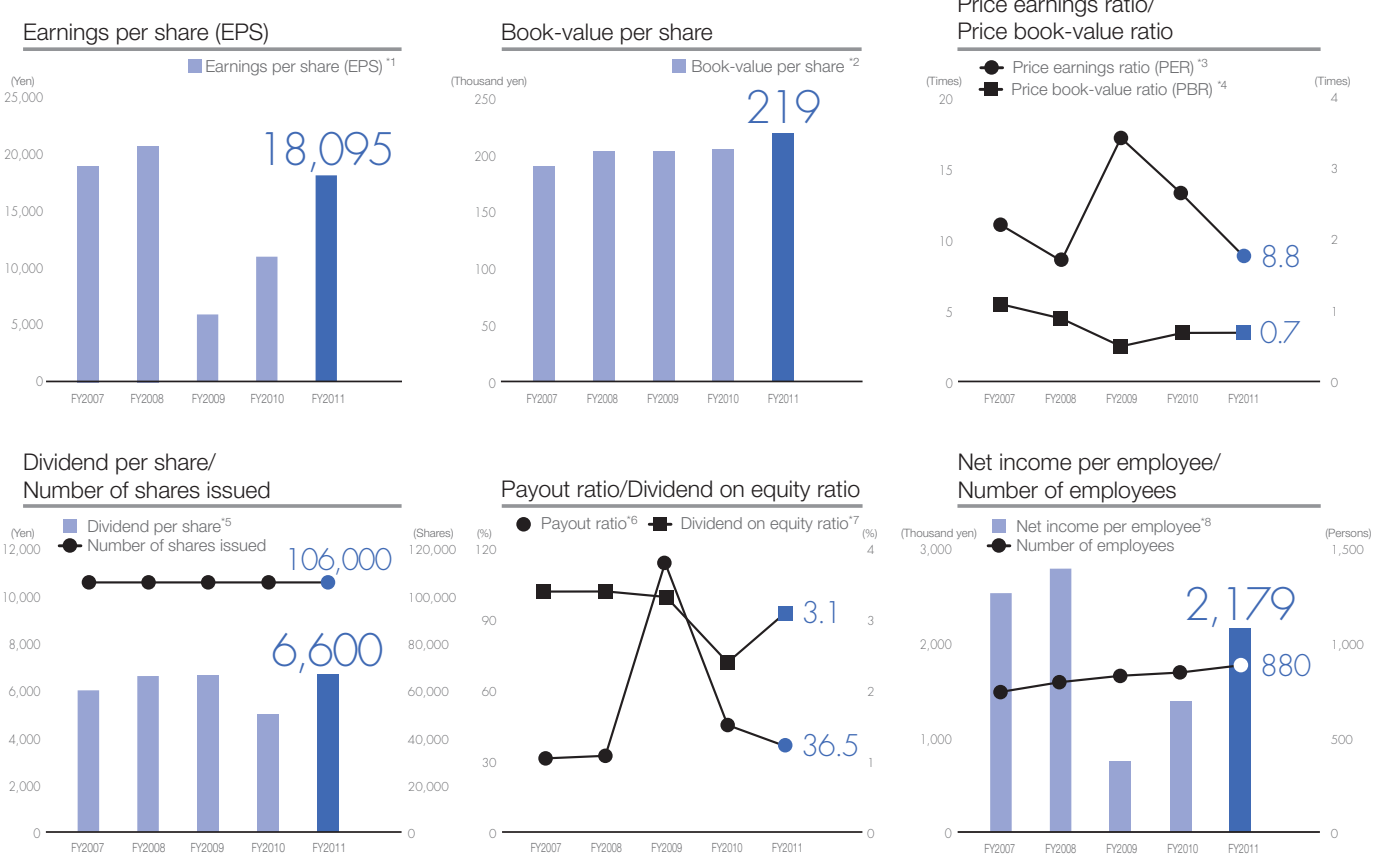 Earnings per share (EPS)
(Yen)
Earnings per share (EPS) *1
25,000
20,000
15,000
10,000
5,000
0
18,095
FY2007 FY2008 FY2009 FY2010 FY2011
Book-value per share
(Thousand yen)
Book-value per share *2
250
200
150
100
50
0
219
FY2007 FY2008 FY2009 FY2010 FY2011
Price earnings ratio/
Price book-value ratio
(Times)
Price earnings ratio (PER) *3
Price book-value ratio (PBR) *4
(Times)
20
15
10
5
0
4
3
2
1
0
8.8
0.7
FY2007 FY2008 FY2009 FY2010 FY2011
Dividend per share/
Number of shares issued
(Yen)
Dividend per share*5
Number of shares issued
(Shares)
12,000
10,000
8,000
6,000
4,000
2,000
0
120,000
100,000
80,000
60,000
40,000
20,000
0
106,000
6,600
FY2007 FY2008 FY2009 FY2010 FY2011
Payout ratio/Dividend on equity ratio
(%)
Payout ratio*6 Dividend on equity ratio*7
(%)
120
90
60
30
0
4
3
2
1
0
3.1
36.5
FY2007 FY2008 FY2009 FY2010 FY2011
Net income per employee/
Number of employees
(Thousand yen)
Net income per employee*8
Number of employees
(Persons)
3,000
2,000
1,000
0
1,500
1,000
500
0
2,179
880
FY2007 FY2008 FY2009 FY2010 FY2011